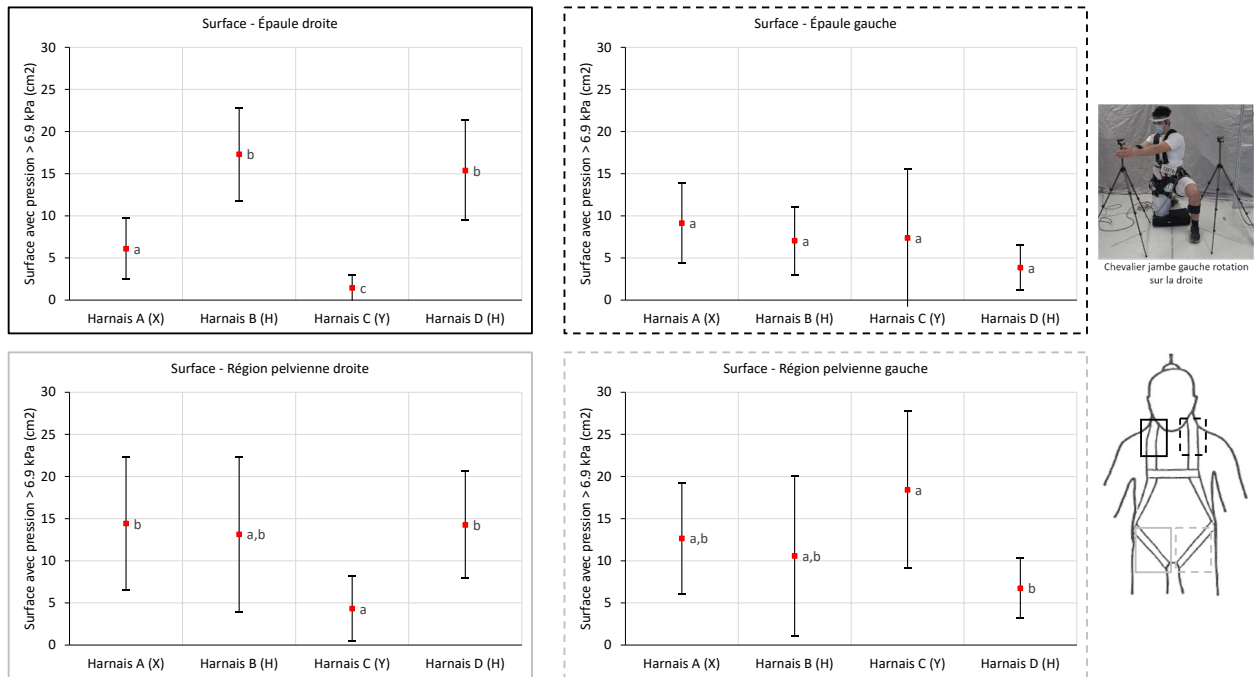 Surface - Épaule droite
Surface avec pression > 6.9 kPa (cm2)
30
25
20
15
10
5
0
a
b
c
b
Harnais A (X) Harnais B (H) Harnais C (Y) Harnais D (H)
Surface - Épaule gauche
Surface avec pression > 6.9 kPa (cm2)
30
25
20
15
10
5
0
a
a
a
a
Harnais A (X) Harnais B (H) Harnais C (Y) Harnais D (H)
Chevalier jambe gauche rotation
sur la droite
Surface - Région pelvienne droite
Surface avec pression > 6.9 kPa (cm2)
30
25
20
15
10
5
0
b
a,b
a
b
Harnais A (X) Harnais B (H) Harnais C (Y) Harnais D (H)
Surface - Région pelvienne gauche
Surface avec pression > 6.9 kPa (cm2)
30
25
20
15
10
5
0
a,b
a,b
a
b
Harnais A (X) Harnais B (H) Harnais C (Y) Harnais D (H)